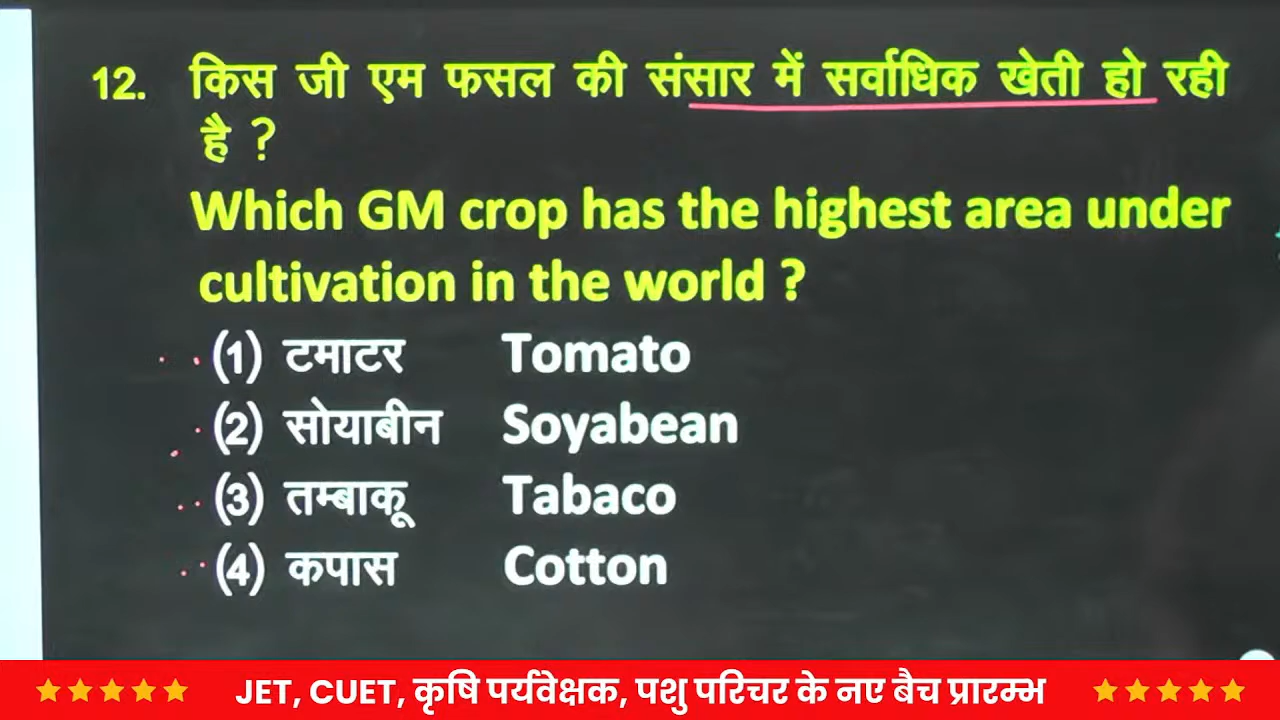 12. किस जी एम फसल की संसार में सर्वाधिक खेती हो रही
है ?
Which GM crop has the highest area under
cultivation in the world ?
(1) टमाटर Tomato
(2) सोयाबीन Soyabean
(3) तम्बाकू Tabaco
(4) कपास Cotton
JET, CUET, कृषि पर्यवेक्षक, पशु परिचर के नए बैच प्रारम्भ